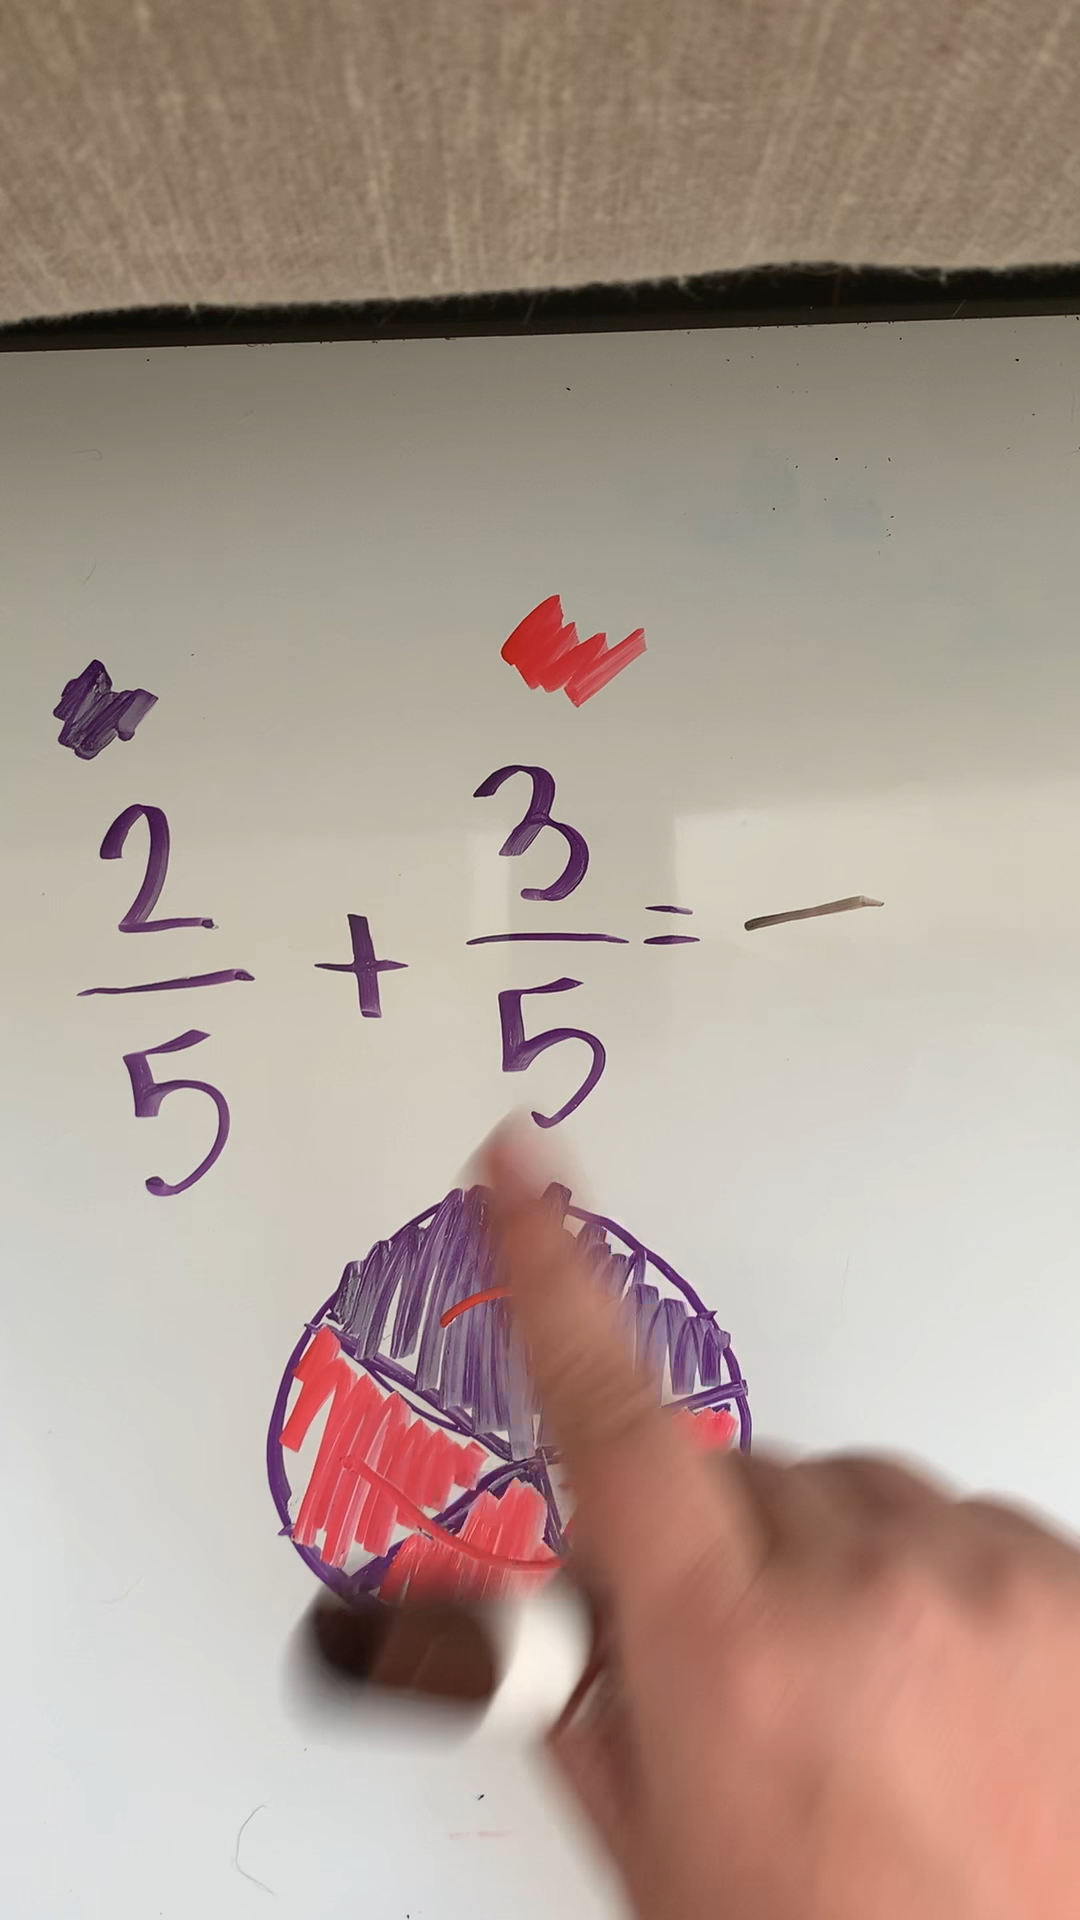 2/5 + 3/5 = —